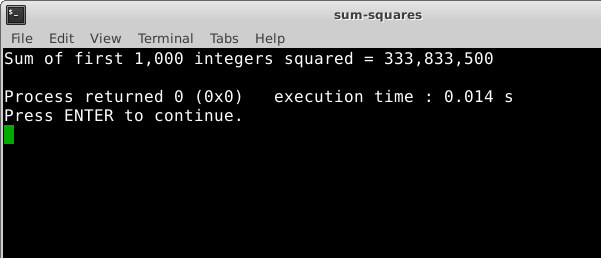 sum-squares
File Edit View Terminal Tabs Help
Sum of first 1,000 integers squared = 333,833,500
Process returned 0 (0x0)   execution time : 0.014 s
Press ENTER to continue.